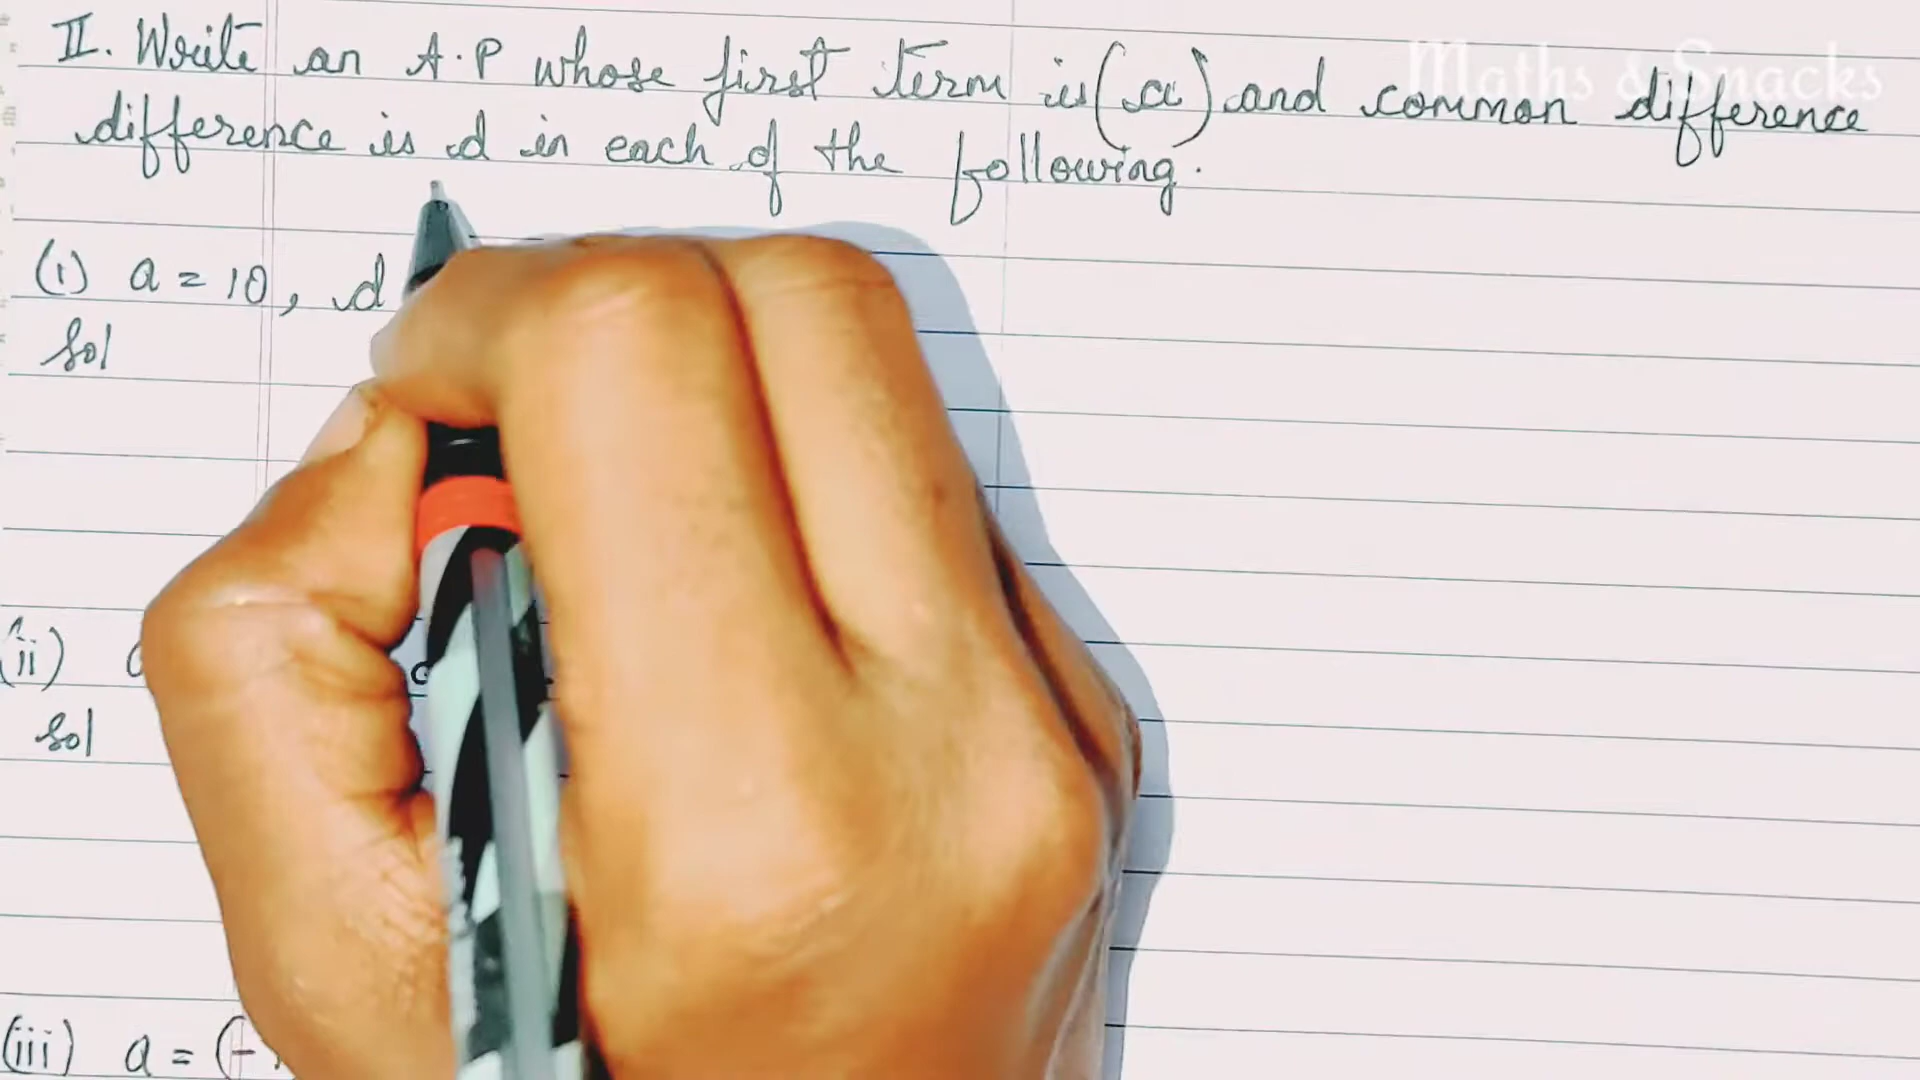 II. Write an A.P whose first term is (a) and common difference
difference is d in each of the following.
(i) a = 10, d
Sol
(ii)
Sol
(iii) a = (-
Maths & Snacks